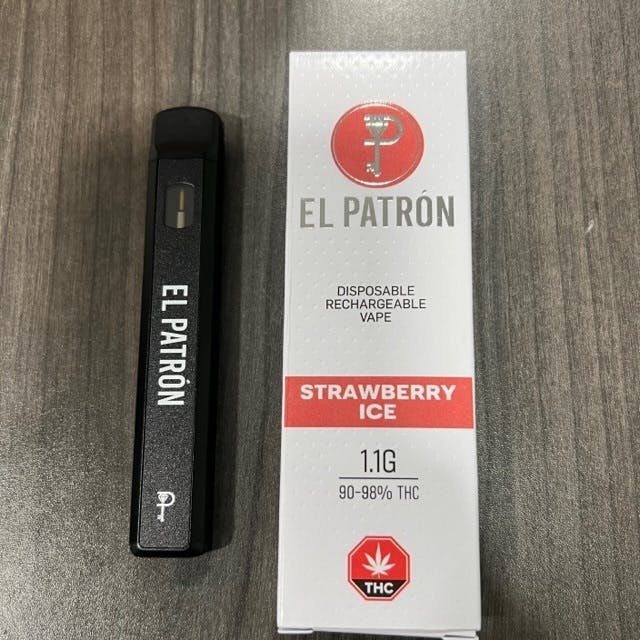 EL PATRÓN
EL PATRÓN
DISPOSABLE
RECHARGEABLE
VAPE
STRAWBERRY
ICE
1.1G
90-98% THC
THC